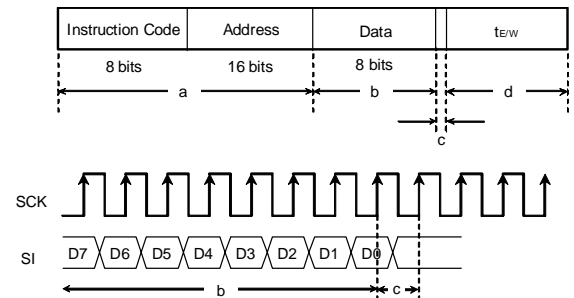 Instruction Code Address Data tE/W
8 bits 16 bits 8 bits
a b d
c
SCK
SI D7 D6 D5 D4 D3 D2 D1 D0
b c